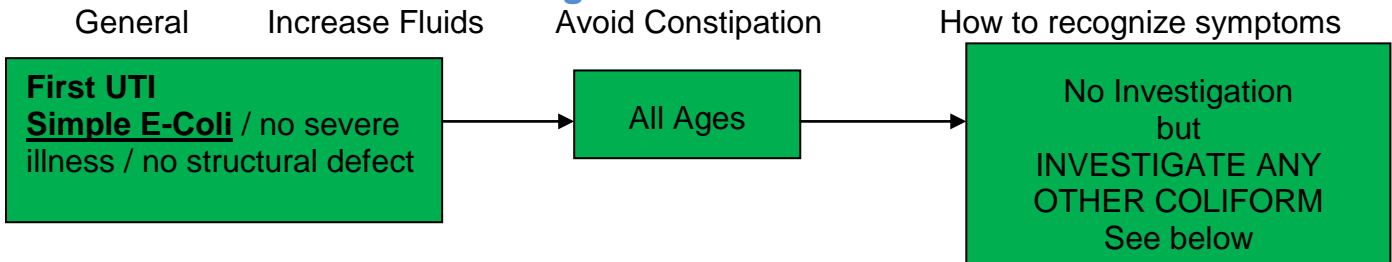 General Increase Fluids Avoid Constipation How to recognize symptoms
First UTI
Simple E-Coli / no severe
illness / no structural defect
All Ages
No Investigation
but
INVESTIGATE ANY
OTHER COLIFORM
See below